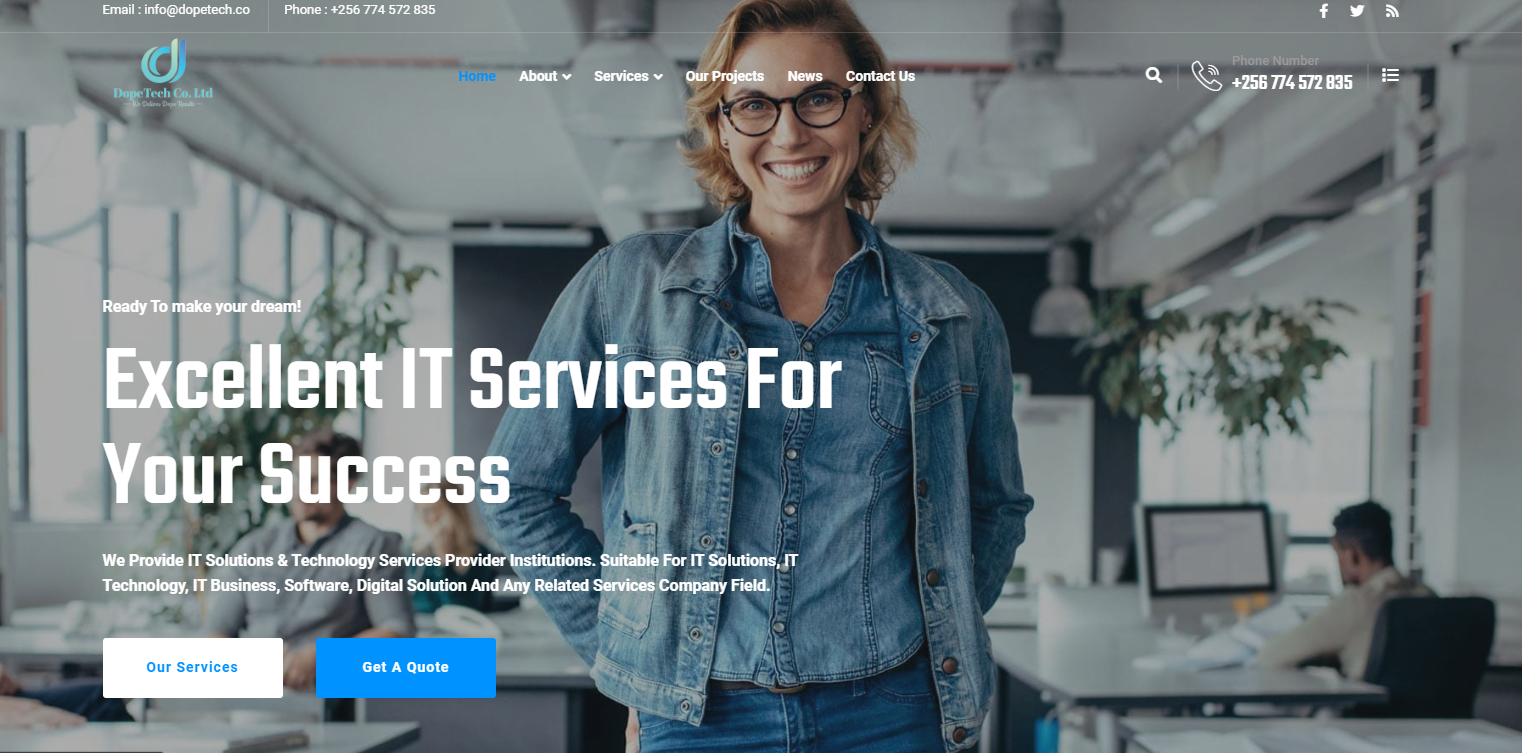 Email : info@dopetech.co
Phone : +256 774 572 835
DopeTech Co. Ltd
We Deliver Dope Results
Home
About
Services
Our Projects
News
Contact Us
Phone Number
+256 774 572 835
Ready To make your dream!
Excellent IT Services For
Your Success
We Provide IT Solutions & Technology Services Provider Institutions. Suitable For IT Solutions, IT
Technology, IT Business, Software, Digital Solution And Any Related Services Company Field.
Our Services
Get A Quote